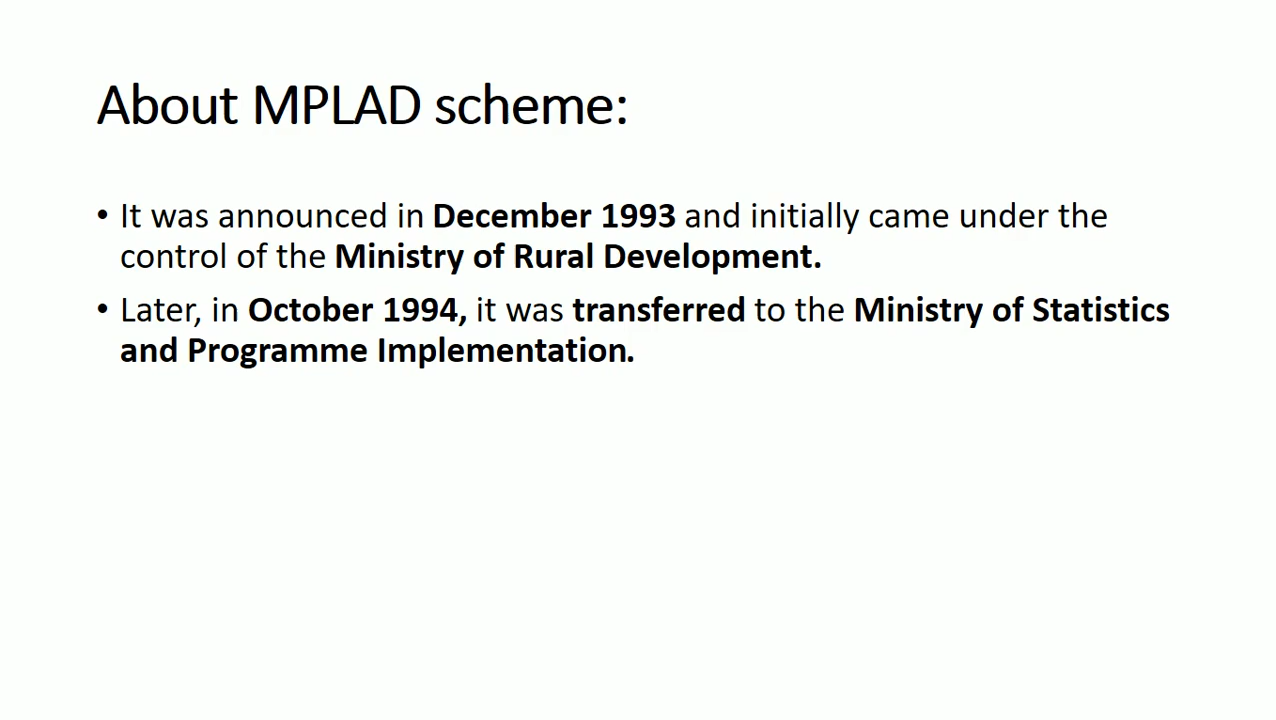 About MPLAD scheme:
• It was announced in December 1993 and initially came under the
control of the Ministry of Rural Development.
• Later, in October 1994, it was transferred to the Ministry of Statistics
and Programme Implementation.